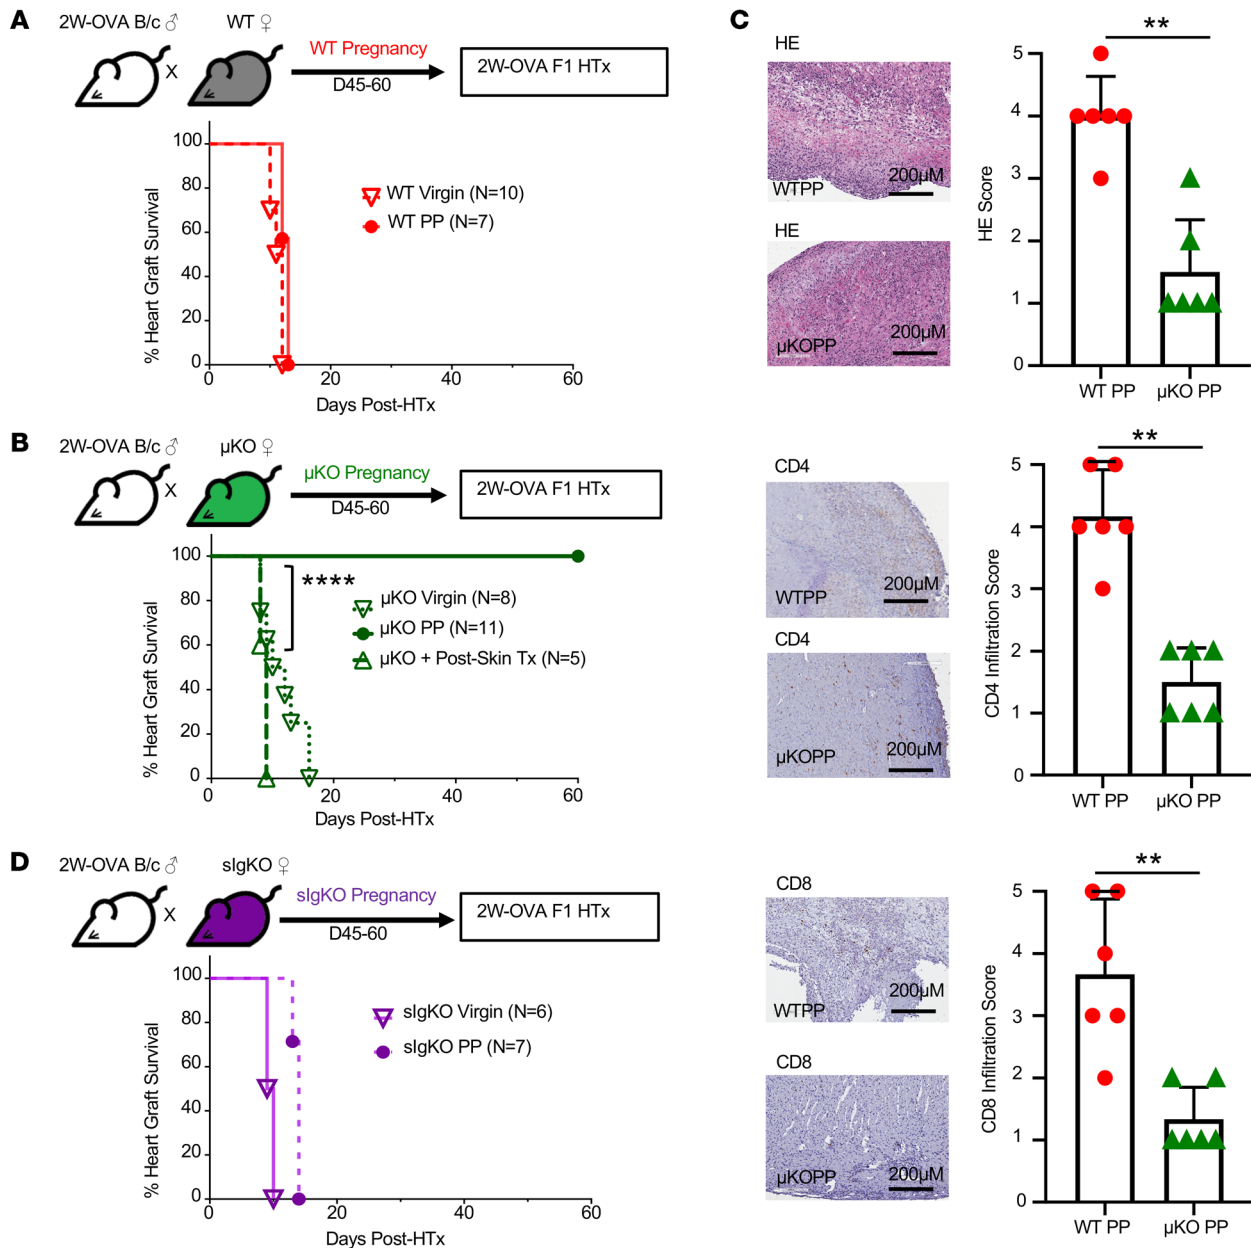 A
2W-OVA B/c ♂
WT ♀
X
WT Pregnancy
D45-60
2W-OVA F1 HTx
% Heart Graft Survival
100
80
60
40
20
0
0 20 40 60
Days Post-HTx
WT Virgin (N=10)
WT PP (N=7)
B
2W-OVA B/c ♂
µKO ♀
X
µKO Pregnancy
D45-60
2W-OVA F1 HTx
% Heart Graft Survival
100
80
60
40
20
0
0 20 40 60
Days Post-HTx
****
µKO Virgin (N=8)
µKO PP (N=11)
µKO + Post-Skin Tx (N=5)
C
HE
WTPP
200µM
HE
µKOPP
200µM
HE Score
5
4
3
2
1
0
**
WT PP µKO PP
CD4
WTPP
200µM
CD4
µKOPP
200µM
CD4 Infiltration Score
5
4
3
2
1
0
**
WT PP µKO PP
CD8
WTPP
200µM
CD8
µKOPP
200µM
CD8 Infiltration Score
5
4
3
2
1
0
**
WT PP µKO PP
D
2W-OVA B/c ♂
sIgKO ♀
X
sIgKO Pregnancy
D45-60
2W-OVA F1 HTx
% Heart Graft Survival
100
80
60
40
20
0
0 20 40 60
Days Post-HTx
sIgKO Virgin (N=6)
sIgKO PP (N=7)